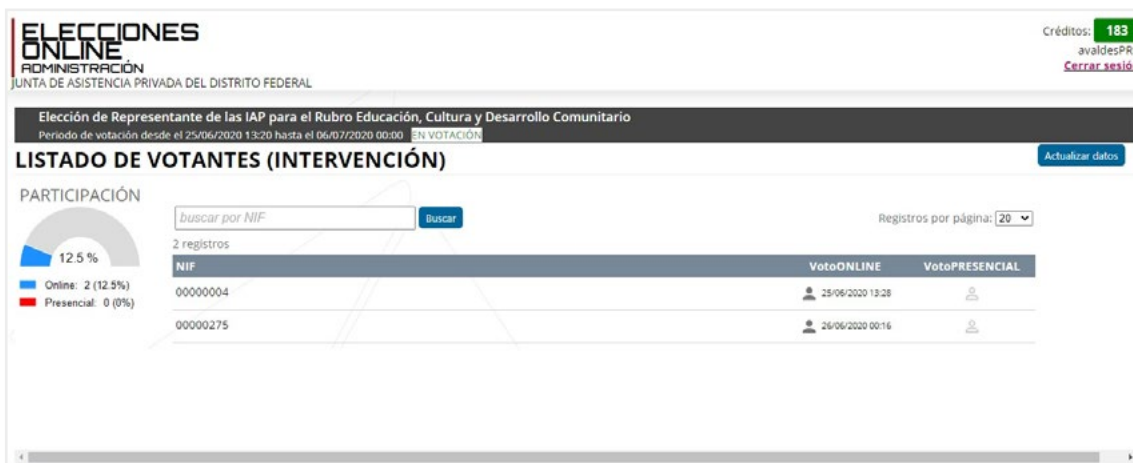 ELECCIONES
ONLINE
ADMINISTRACIÓN
JUNTA DE ASISTENCIA PRIVADA DEL DISTRITO FEDERAL
Créditos: 183
avaldesPR
Cerrar sesió
Elección de Representante de las IAP para el Rubro Educación, Cultura y Desarrollo Comunitario
Periodo de votación desde el 25/06/2020 13:20 hasta el 06/07/2020 00:00 EN VOTACIÓN
LISTADO DE VOTANTES (INTERVENCIÓN)
Actualizar datos
PARTICIPACIÓN
12.5 %
Online: 2 (12.5%)
Presencial: 0 (0%)
buscar por NIF
Buscar
Registros por página: 20
2 registros
NIF VotoONLINE VotoPRESENCIAL
00000004 25/06/2020 13:28
00000275 26/06/2020 00:16